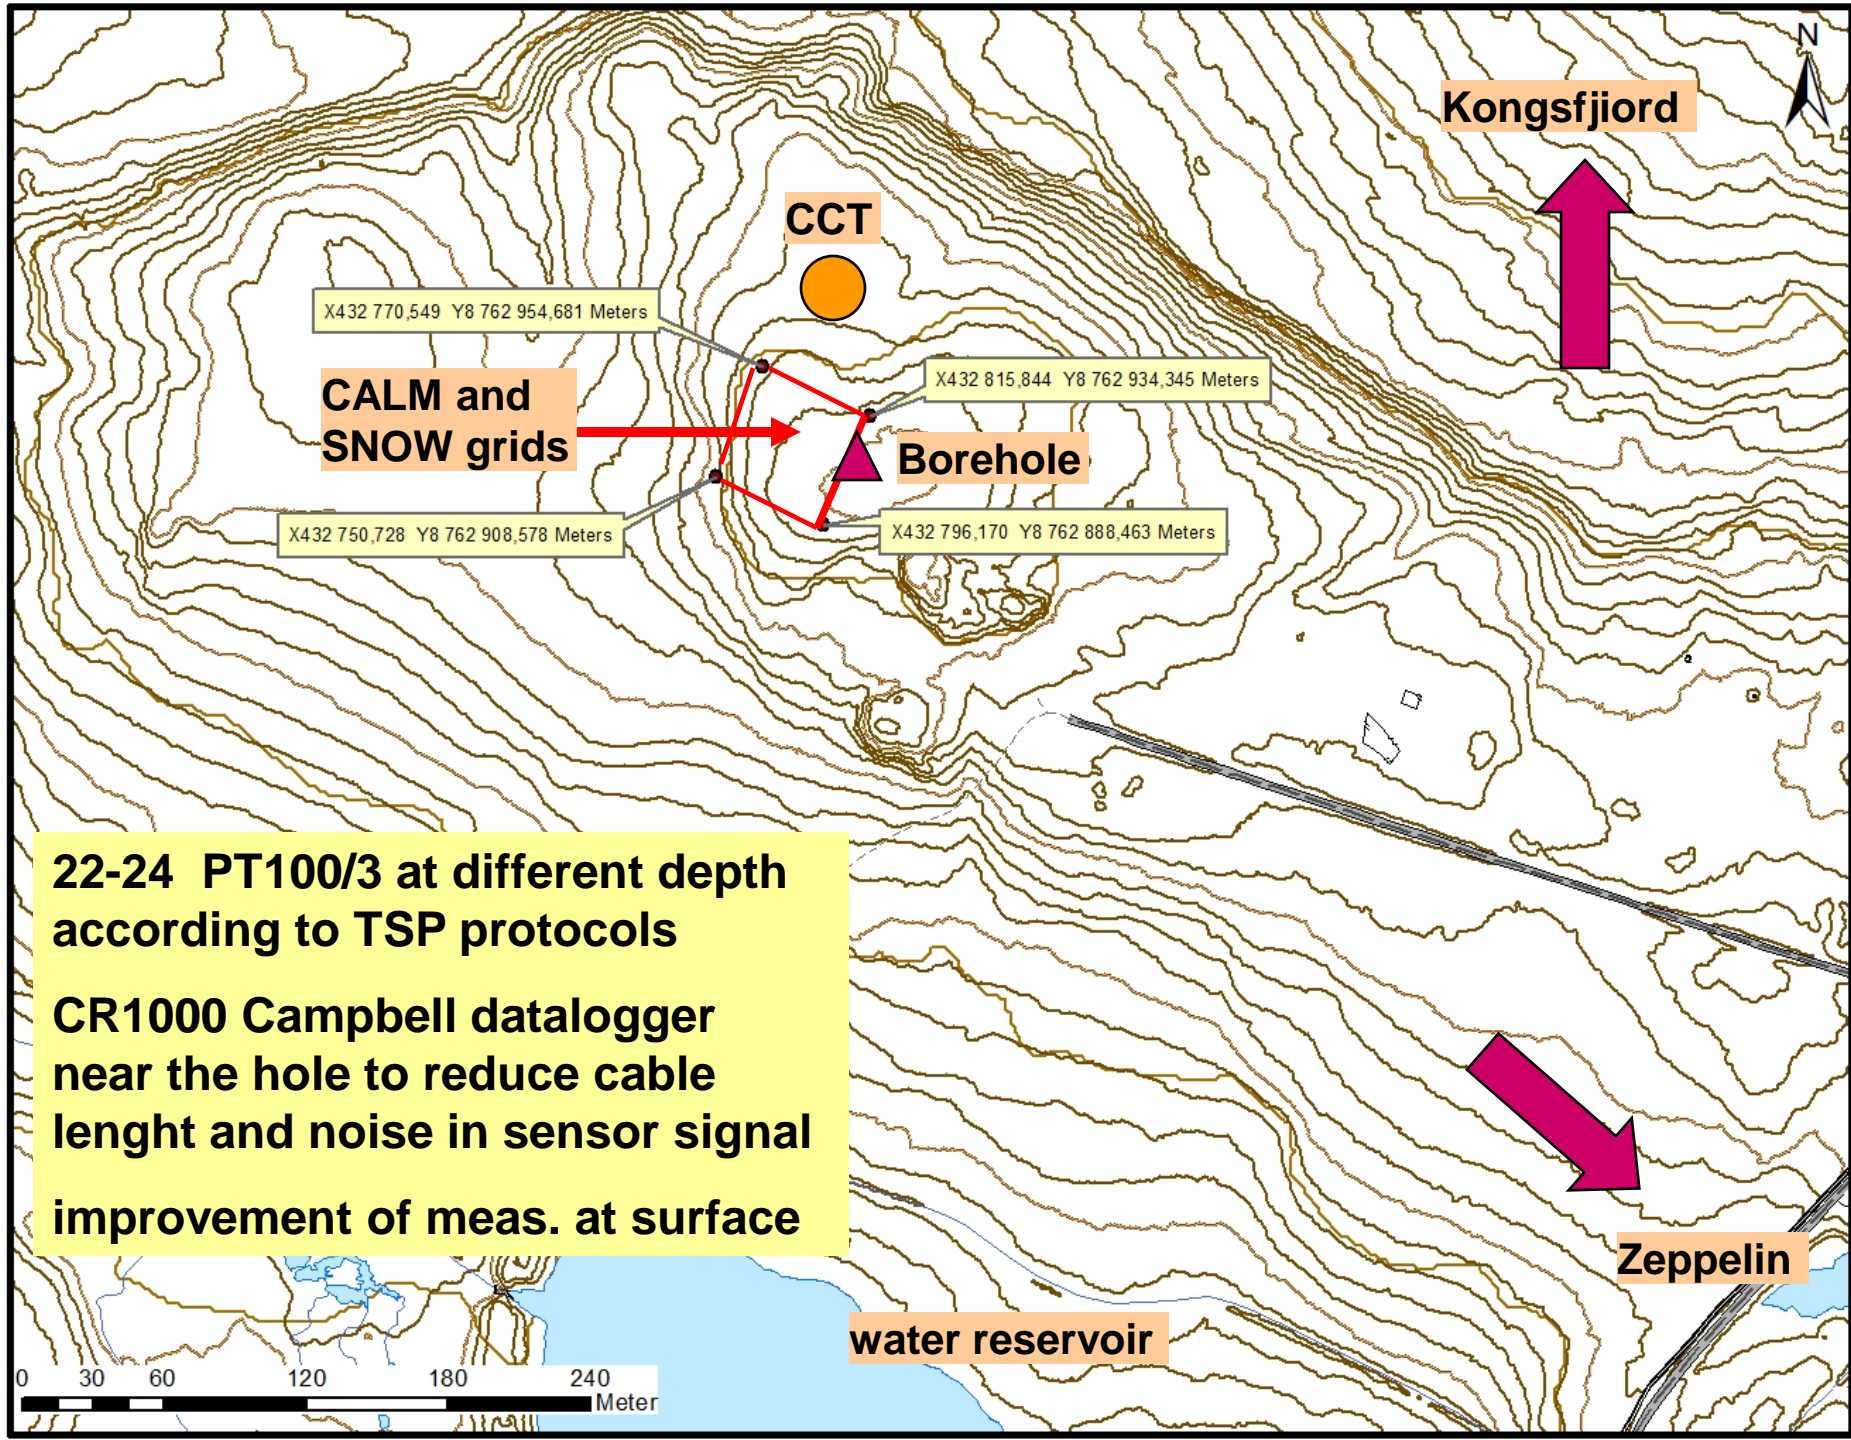 N
Kongsfjiord
CCT
X432 770,549 Y8 762 954,681 Meters
X432 815,844 Y8 762 934,345 Meters
CALM and
SNOW grids
Borehole
X432 750,728 Y8 762 908,578 Meters
X432 796,170 Y8 762 888,463 Meters
22-24 PT100/3 at different depth
according to TSP protocols
CR1000 Campbell datalogger
near the hole to reduce cable
lenght and noise in sensor signal
improvement of meas. at surface
Zeppelin
water reservoir
0 30 60 120 180 240
Meter